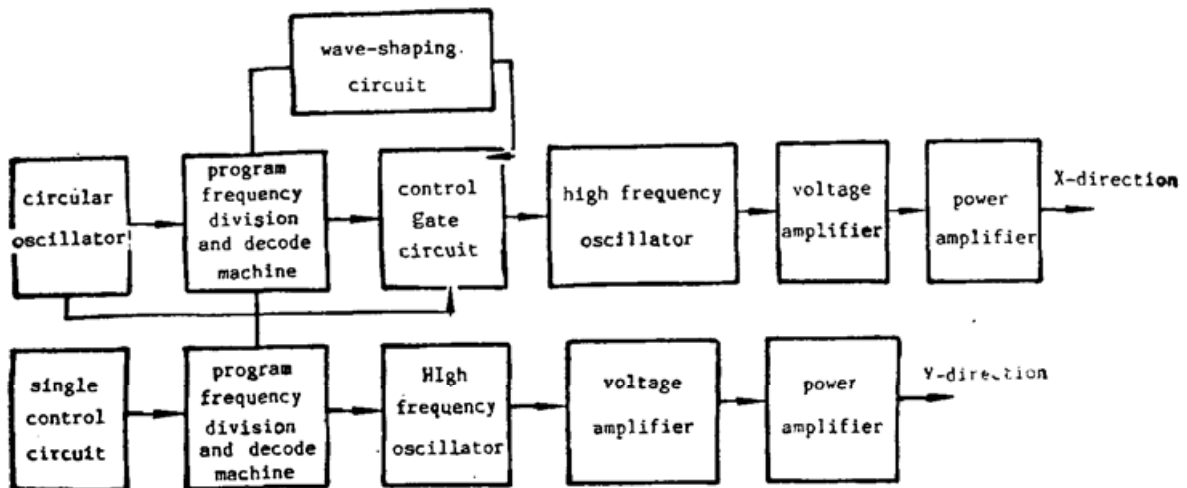 wave-shaping.
circuit
circular
oscillator
program
frequency
division
and decode
machine
control
gate
circuit
high frequency
oscillator
voltage
amplifier
power
amplifier
X-direction
single
control
circuit
program
frequency
division
and decode
machine
HIgh
frequency
oscillator
voltage
amplifier
power
amplifier
Y-direction